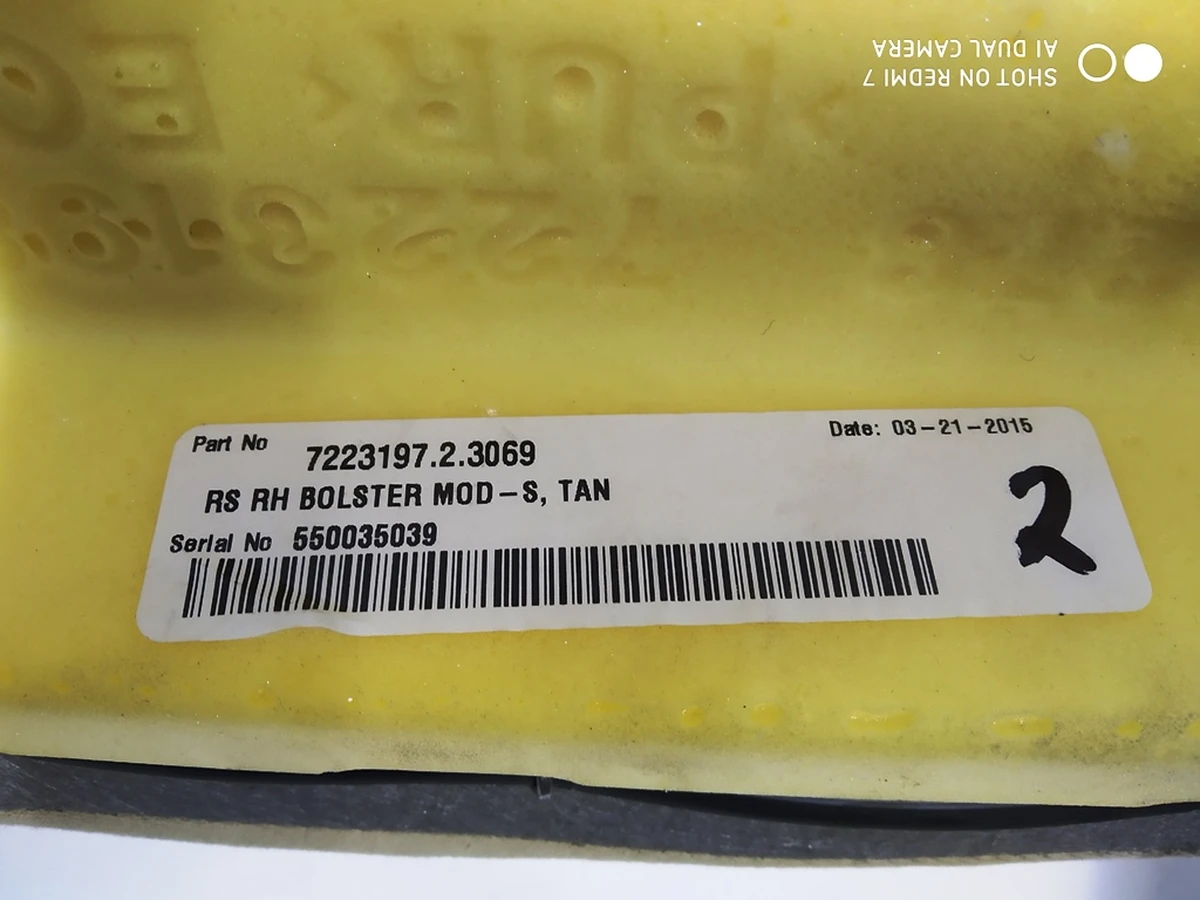 SHOT ON REDMI 7
AI DUAL CAMERA
<PUR>
Part No 7223197.2.3069
Date: 03-21-2015
RS RH BOLSTER MOD-S, TAN
Serial No 550035039
2